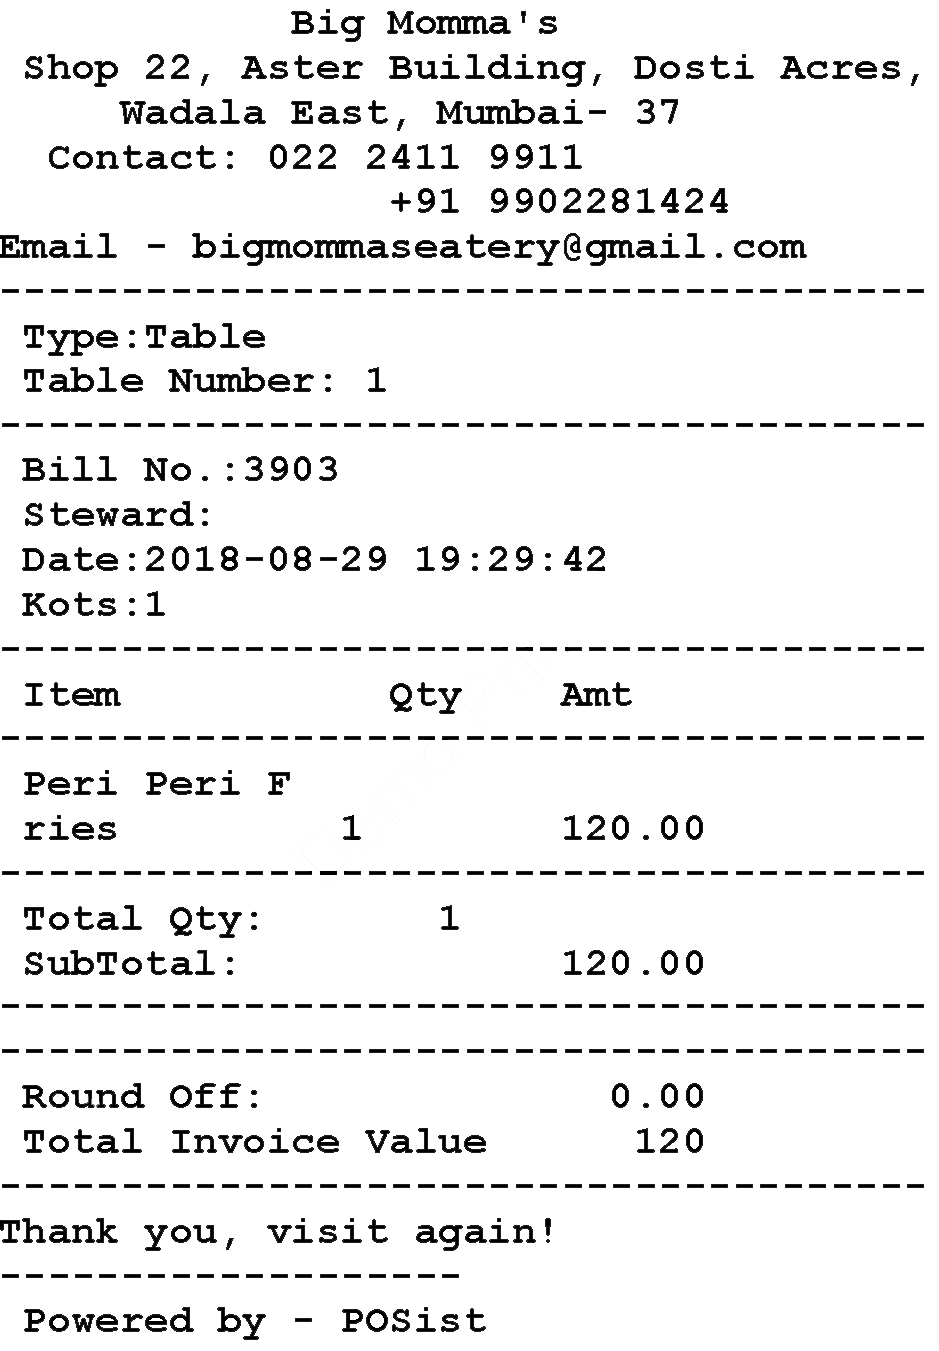 Big Momma's
Shop 22, Aster Building, Dosti Acres,
Wadala East, Mumbai- 37
Contact: 022 2411 9911
+91 9902281424
Email - bigmommaseatery@gmail.com
--------------------------------------
Type:Table
Table Number: 1
--------------------------------------
Bill No.:3903
Steward:
Date:2018-08-29 19:29:42
Kots:1
--------------------------------------
Item Qty Amt
--------------------------------------
Peri Peri F
ries 1 120.00
--------------------------------------
Total Qty: 1
SubTotal: 120.00
--------------------------------------
--------------------------------------
Round Off: 0.00
Total Invoice Value 120
--------------------------------------
Thank you, visit again!
-------------------
Powered by - POSist